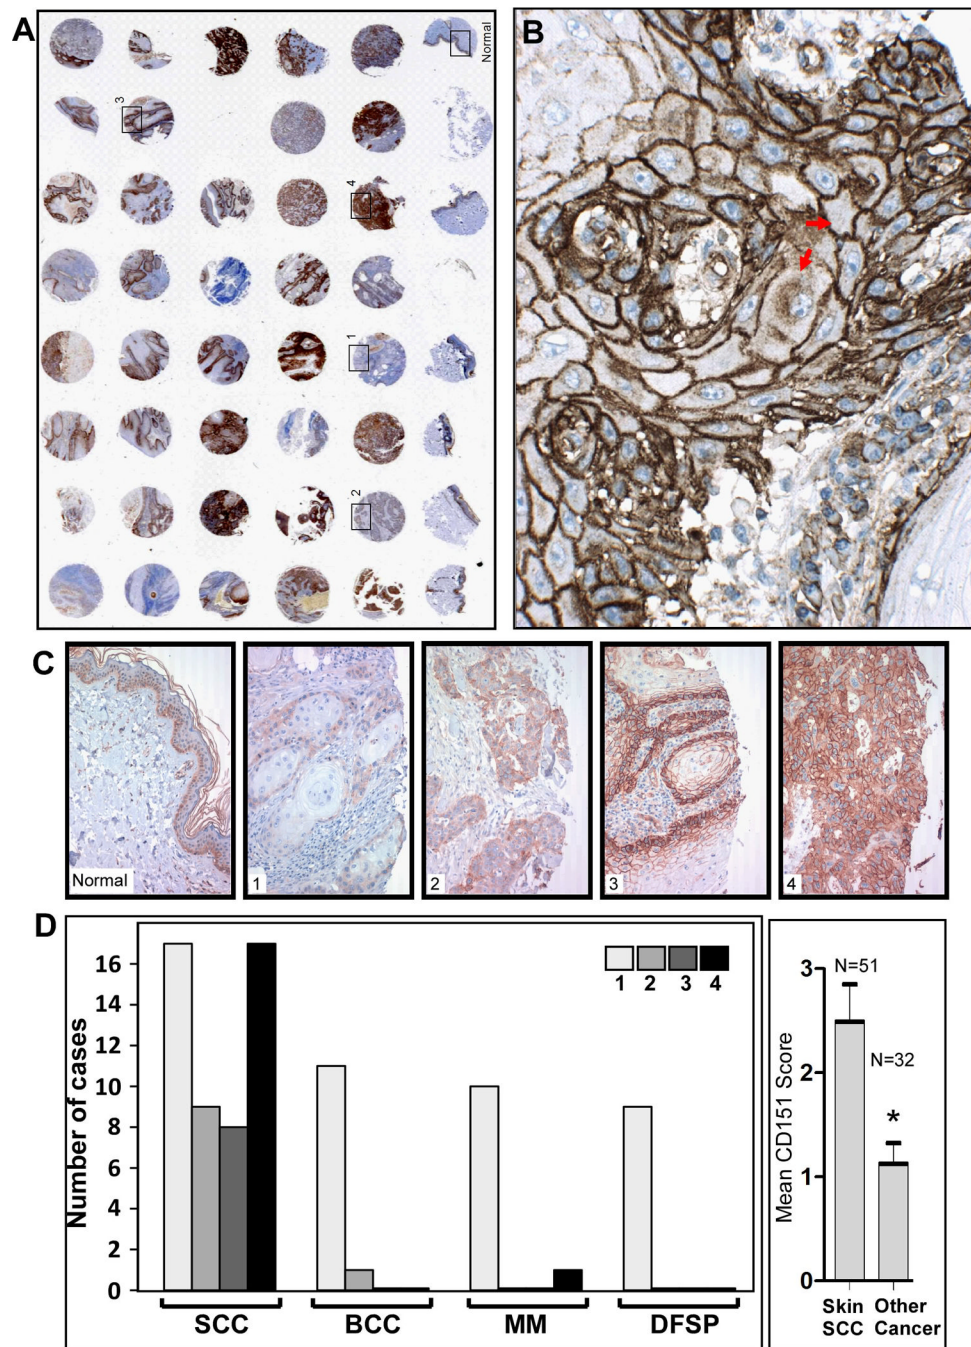 A
Normal
3
4
1
2
B
C
Normal
1
2
3
4
D
Number of cases
16
14
12
10
8
6
4
2
0
1 2 3 4
SCC BCC MM DFSP
Mean CD151 Score
3
2
1
0
N=51
N=32
*
Skin Other
SCC Cancer